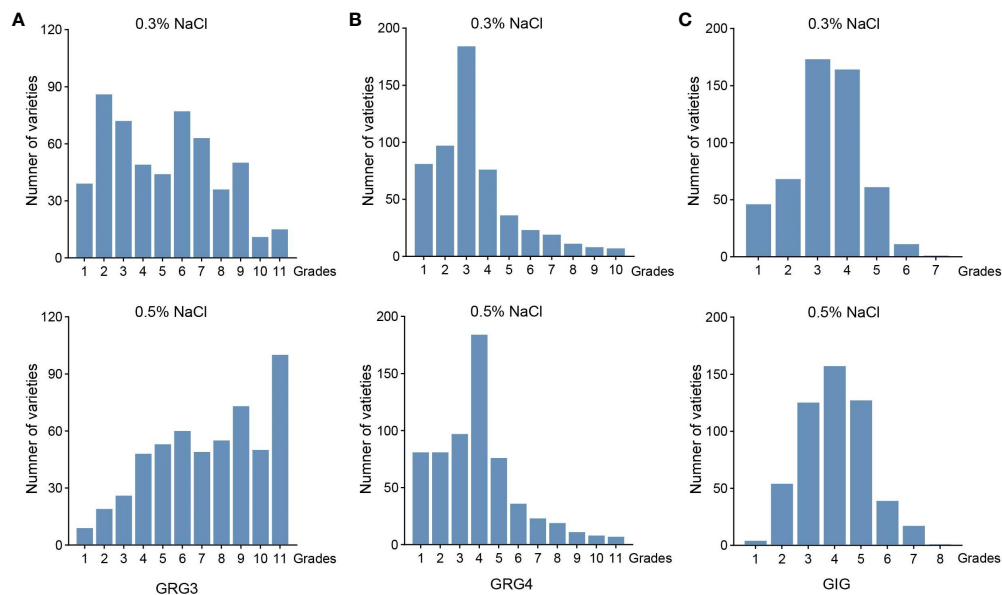 A
0.3% NaCl
Numner of varieties
120
90
60
30
0
1 2 3 4 5 6 7 8 9 10 11 Grades
B
0.3% NaCl
Numner of vatieties
200
150
100
50
0
1 2 3 4 5 6 7 8 9 10 Grades
C
0.3% NaCl
Numner of vatieties
200
150
100
50
0
1 2 3 4 5 6 7 Grades
0.5% NaCl
Numner of varieties
120
90
60
30
0
1 2 3 4 5 6 7 8 9 10 11 Grades
GRG3
0.5% NaCl
Numner of vatieties
200
150
100
50
0
1 2 3 4 5 6 7 8 9 10 11 Grades
GRG4
0.5% NaCl
Numner of vatieties
200
150
100
50
0
1 2 3 4 5 6 7 8 Grades
GIG